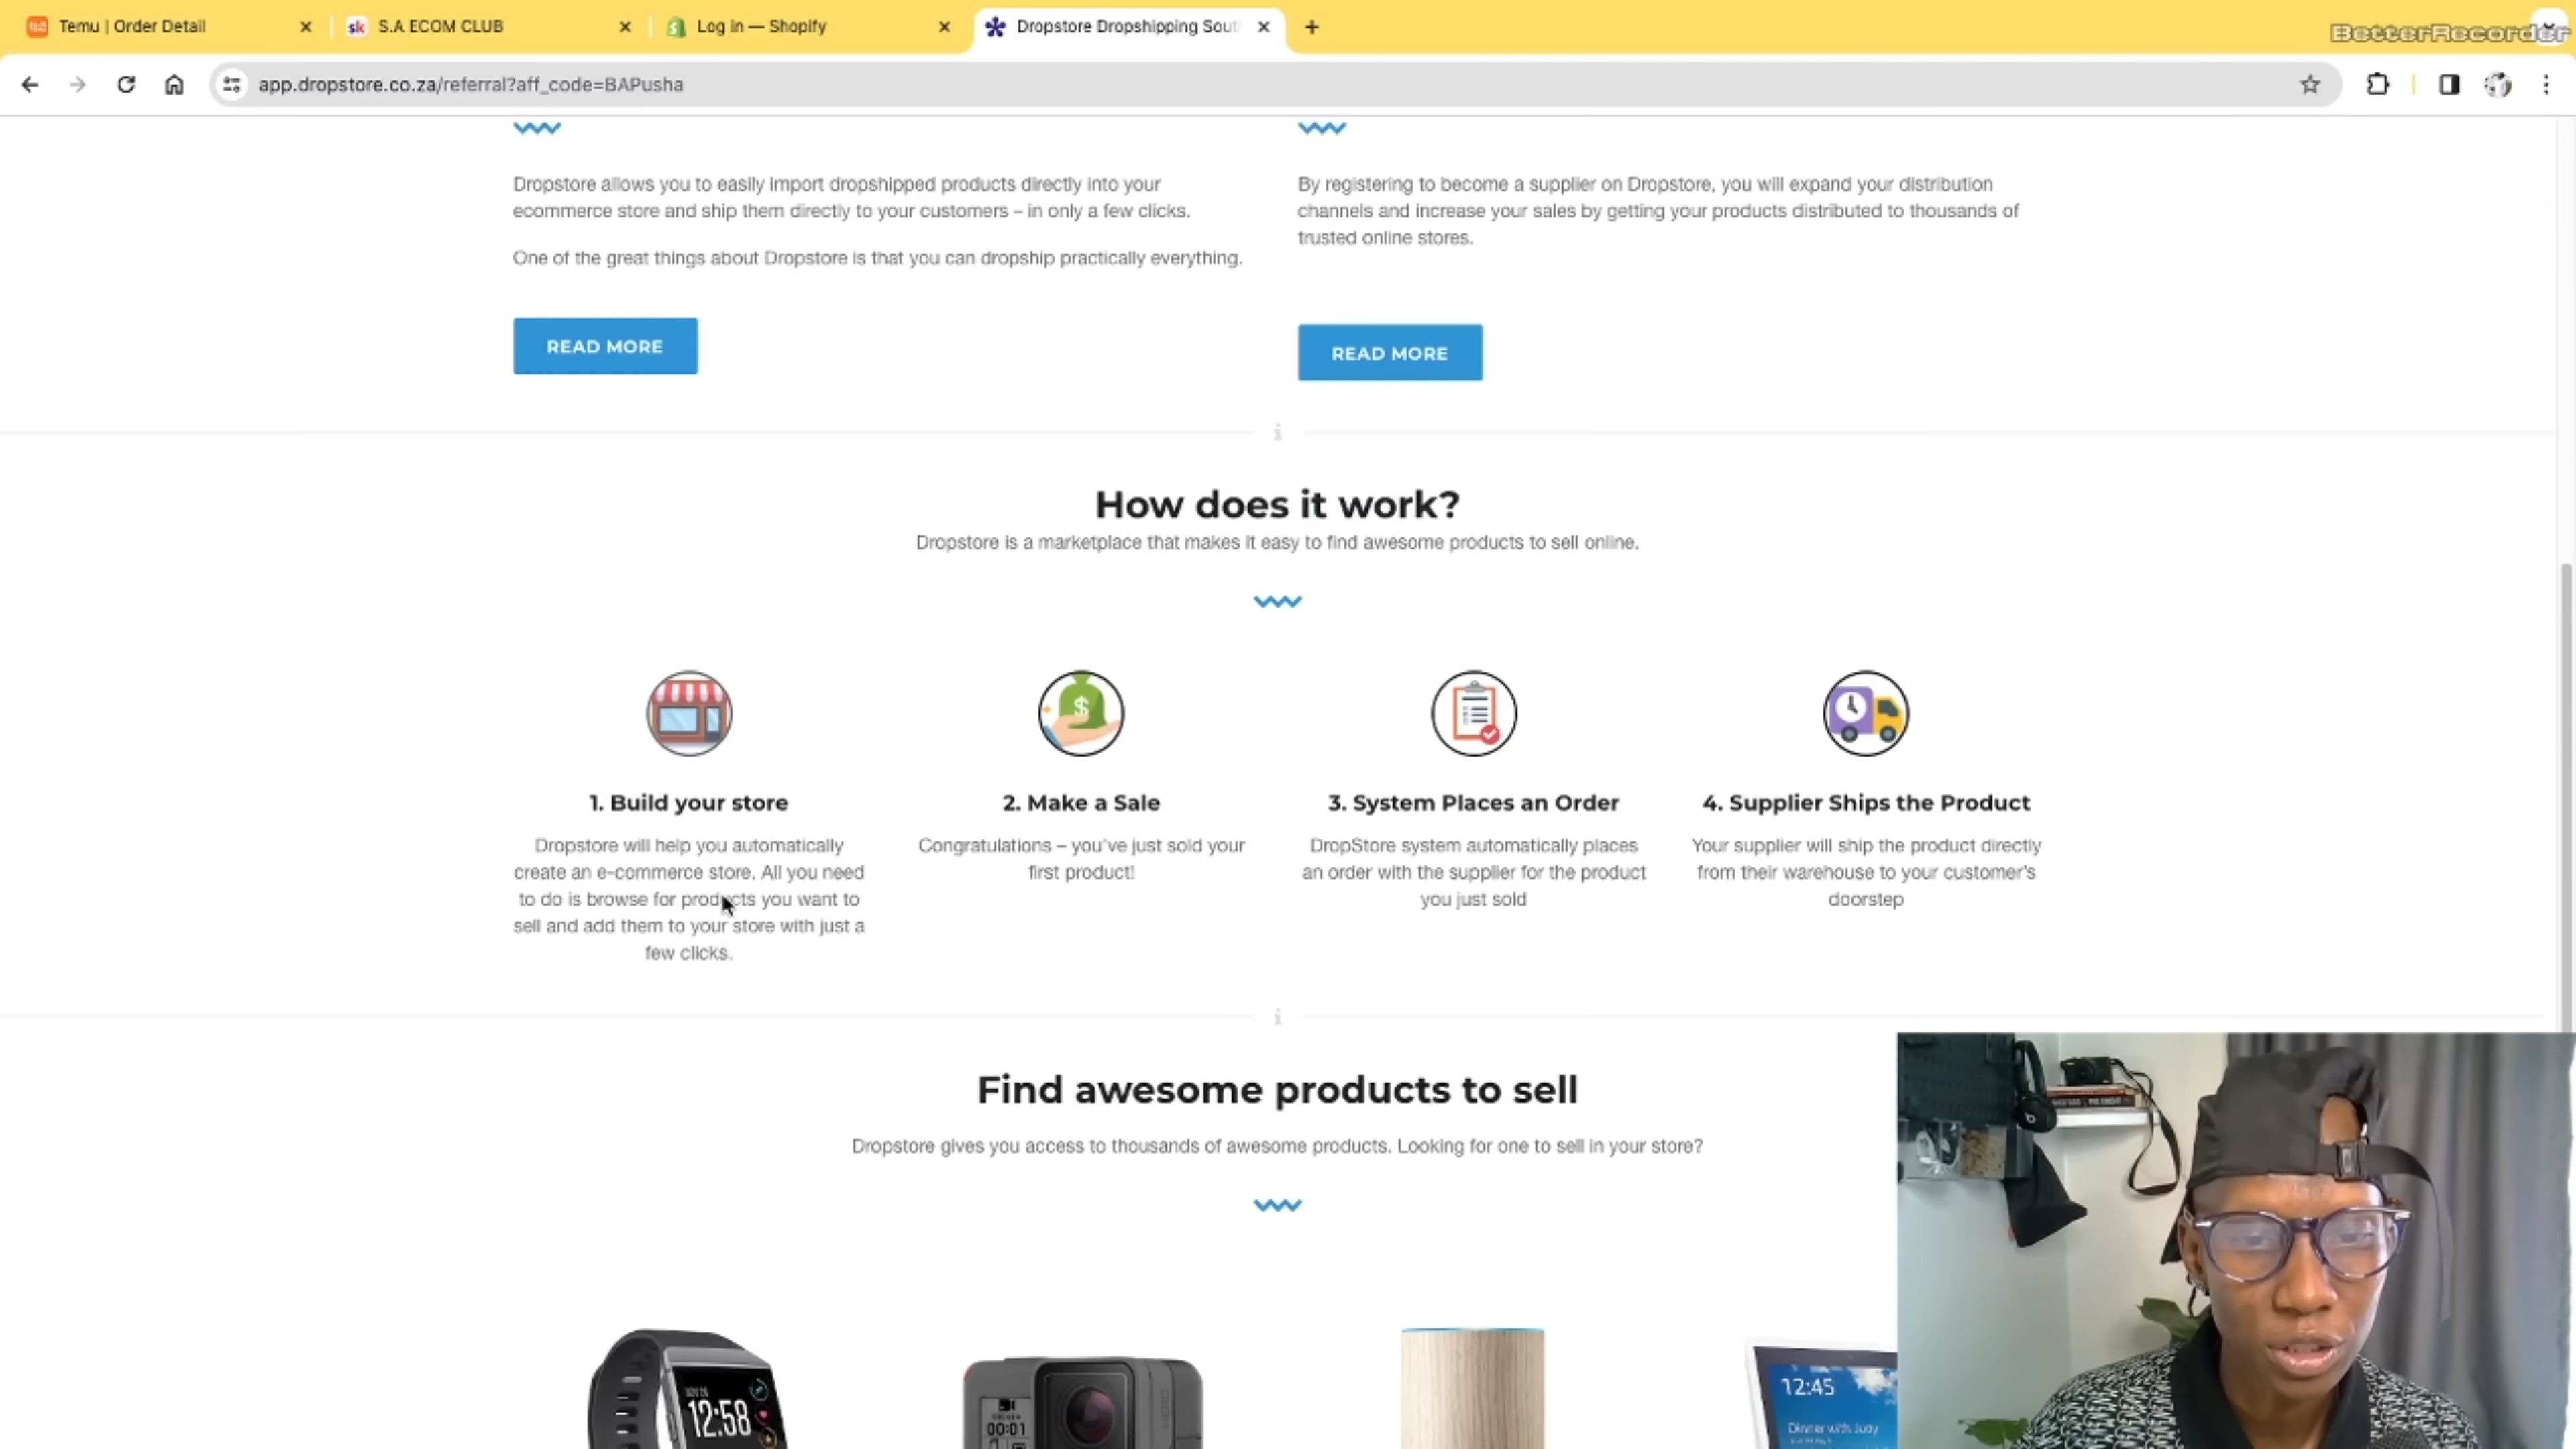 Temu | Order Detail
S.A ECOM CLUB
Log in — Shopify
Dropstore Dropshipping Sout
BetterRecorder
app.dropstore.co.za/referral?aff_code=BAPusha
Dropstore allows you to easily import dropshipped products directly into your
ecommerce store and ship them directly to your customers – in only a few clicks.
One of the great things about Dropstore is that you can dropship practically everything.
READ MORE
By registering to become a supplier on Dropstore, you will expand your distribution
channels and increase your sales by getting your products distributed to thousands of
trusted online stores.
READ MORE
How does it work?
Dropstore is a marketplace that makes it easy to find awesome products to sell online.
1. Build your store
Dropstore will help you automatically
create an e-commerce store. All you need
to do is browse for products you want to
sell and add them to your store with just a
few clicks.
2. Make a Sale
Congratulations – you've just sold your
first product!
3. System Places an Order
DropStore system automatically places
an order with the supplier for the product
you just sold
4. Supplier Ships the Product
Your supplier will ship the product directly
from their warehouse to your customer's
doorstep
Find awesome products to sell
Dropstore gives you access to thousands of awesome products. Looking for one to sell in your store?
12:58
00:01
12:45
Dinner with Judy